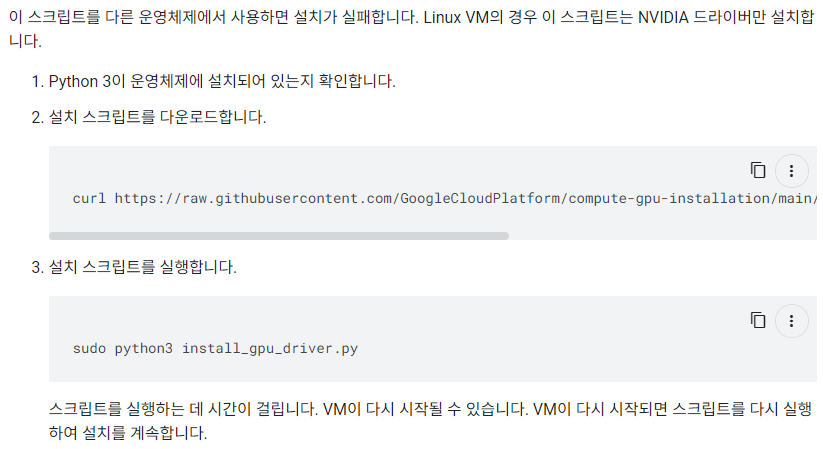 이 스크립트를 다른 운영체제에서 사용하면 설치가 실패합니다. Linux VM의 경우 이 스크립트는 NVIDIA 드라이버만 설치합
니다.
1. Python 3이 운영체제에 설치되어 있는지 확인합니다.
2. 설치 스크립트를 다운로드합니다.
curl https://raw.githubusercontent.com/GoogleCloudPlatform/compute-gpu-installation/main/
3. 설치 스크립트를 실행합니다.
sudo python3 install_gpu_driver.py
스크립트를 실행하는 데 시간이 걸립니다. VM이 다시 시작될 수 있습니다. VM이 다시 시작되면 스크립트를 다시 실행
하여 설치를 계속합니다.